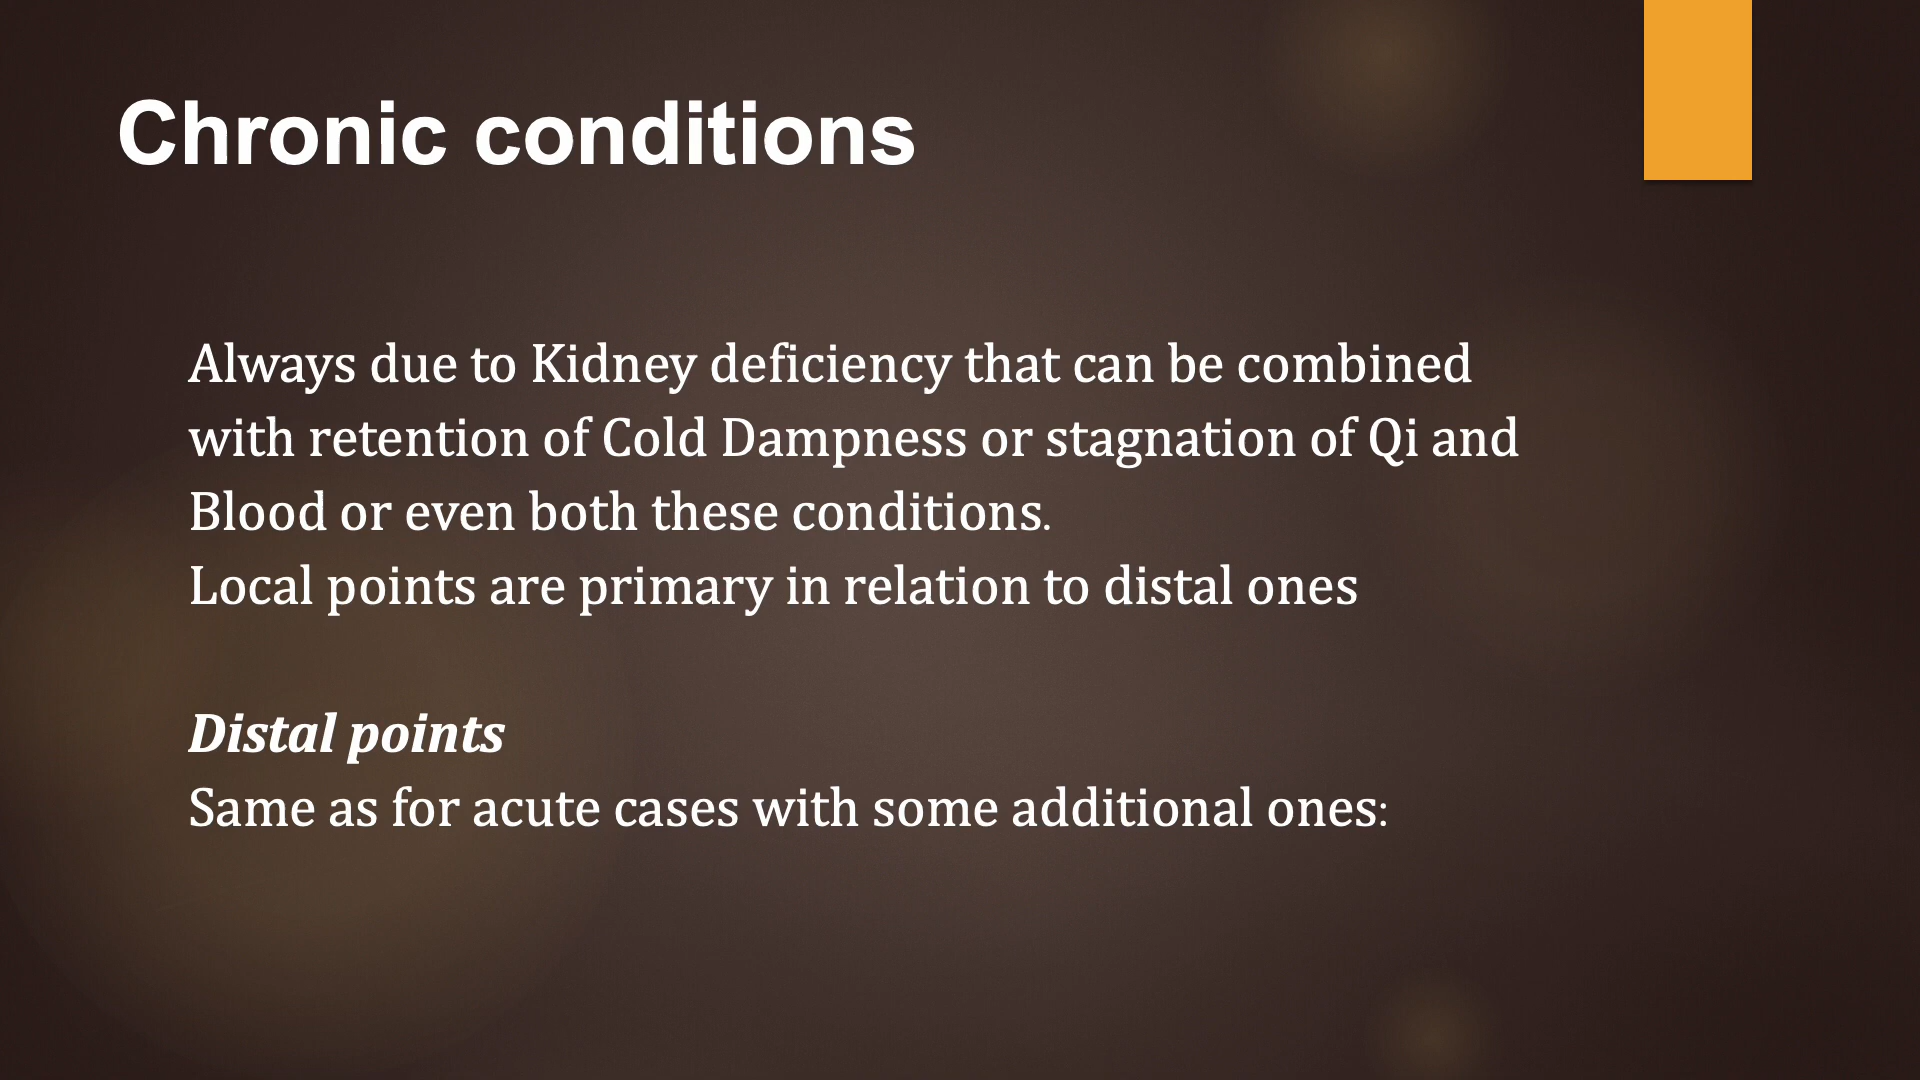 Chronic conditions
Always due to Kidney deficiency that can be combined
with retention of Cold Dampness or stagnation of Qi and
Blood or even both these conditions.
Local points are primary in relation to distal ones
Distal points
Same as for acute cases with some additional ones: